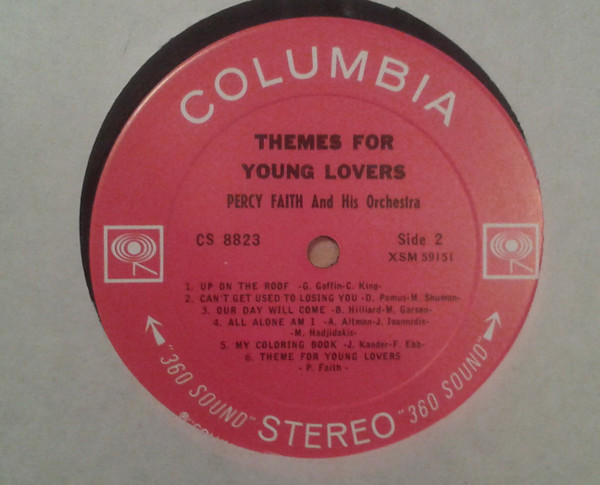 COLUMBIA
THEMES FOR
YOUNG LOVERS
PERCY FAITH And His Orchestra
CS 8823
Side 2
XSM 59151
1. UP ON THE ROOF -G. Goffin-C. King-
2. CAN'T GET USED TO LOSING YOU -D. Pomus-M. Shuman-
3. OUR DAY WILL COME -B. Hilliard-M. Garson-
4. ALL ALONE AM I -A. Altman-J. Ioannidis-
M. Hadjidakis-
5. MY COLORING BOOK -J. Kander-F. Ebb-
6. THEME FOR YOUNG LOVERS
- P. Faith -
"360 SOUND" STEREO "360 SOUND"